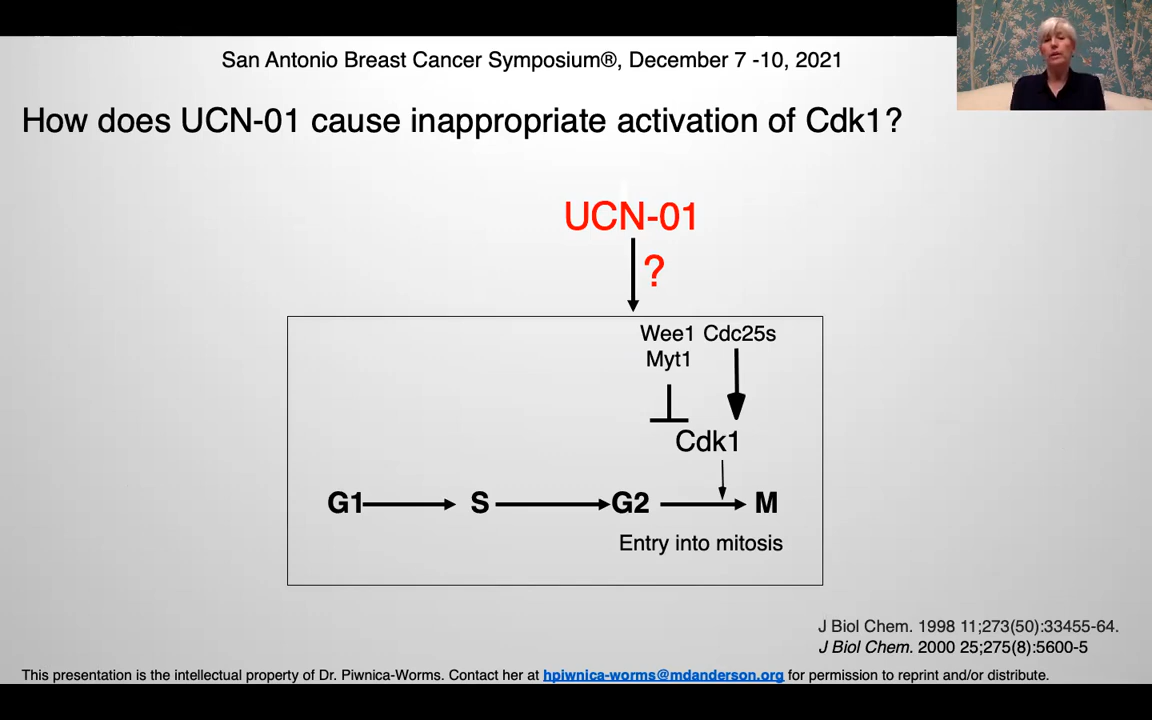 San Antonio Breast Cancer Symposium®, December 7 -10, 2021
How does UCN-01 cause inappropriate activation of Cdk1?
UCN-01
?
Wee1 Cdc25s
Myt1
Cdk1
G1 S G2 M
Entry into mitosis
J Biol Chem. 1998 11;273(50):33455-64.
J Biol Chem. 2000 25;275(8):5600-5
This presentation is the intellectual property of Dr. Piwnica-Worms. Contact her at hpiwnica-worms@mdanderson.org for permission to reprint and/or distribute.